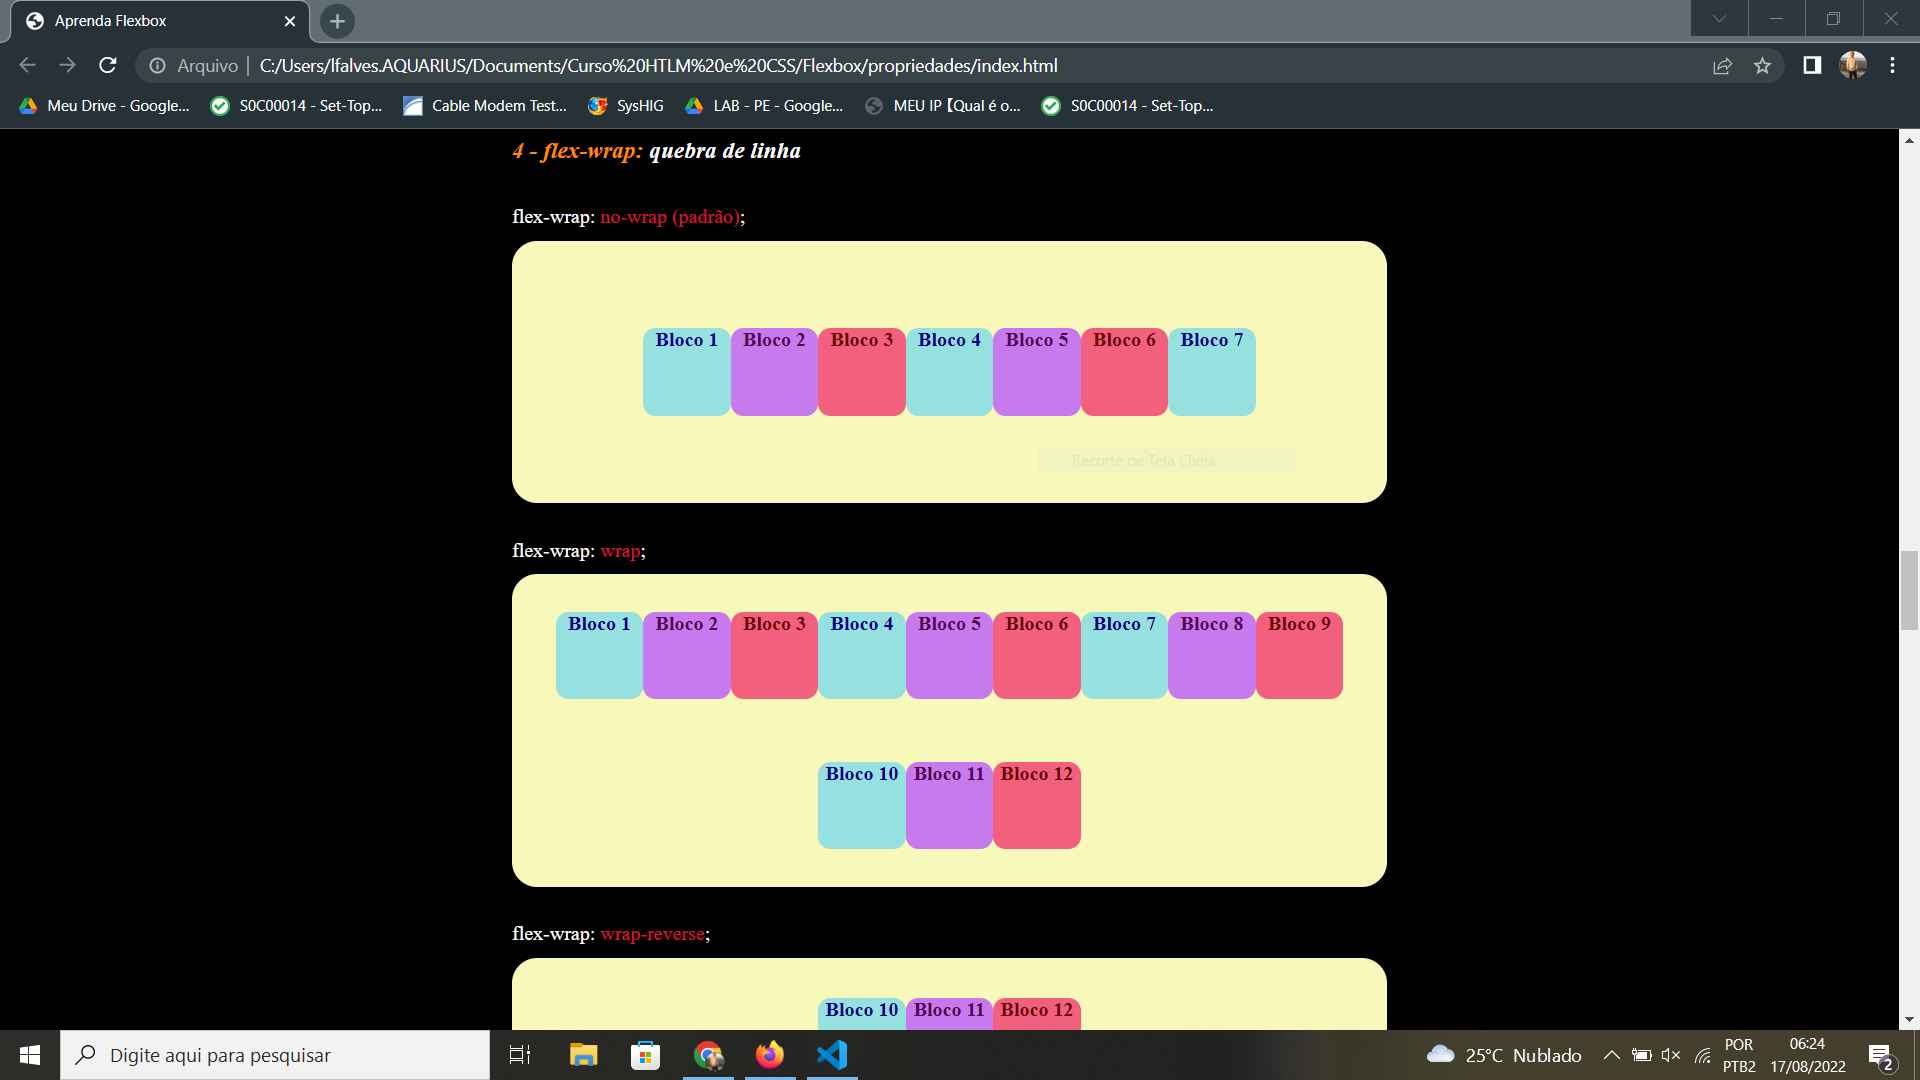 Aprenda Flexbox
Arquivo C:/Users/lfalves.AQUARIUS/Documents/Curso%20HTLM%20e%20CSS/Flexbox/propriedades/index.html
Meu Drive - Google... S0C00014 - Set-Top... Cable Modem Test... SysHIG LAB - PE - Google... MEU IP 【Qual é o... S0C00014 - Set-Top...
4 - flex-wrap: quebra de linha
flex-wrap: no-wrap (padrão);
Bloco 1 Bloco 2 Bloco 3 Bloco 4 Bloco 5 Bloco 6 Bloco 7
Recorte de Tela Cheia
flex-wrap: wrap;
Bloco 1 Bloco 2 Bloco 3 Bloco 4 Bloco 5 Bloco 6 Bloco 7 Bloco 8 Bloco 9
Bloco 10 Bloco 11 Bloco 12
flex-wrap: wrap-reverse;
Bloco 10 Bloco 11 Bloco 12
Digite aqui para pesquisar
25°C Nublado
POR
PTB2
06:24
17/08/2022
2